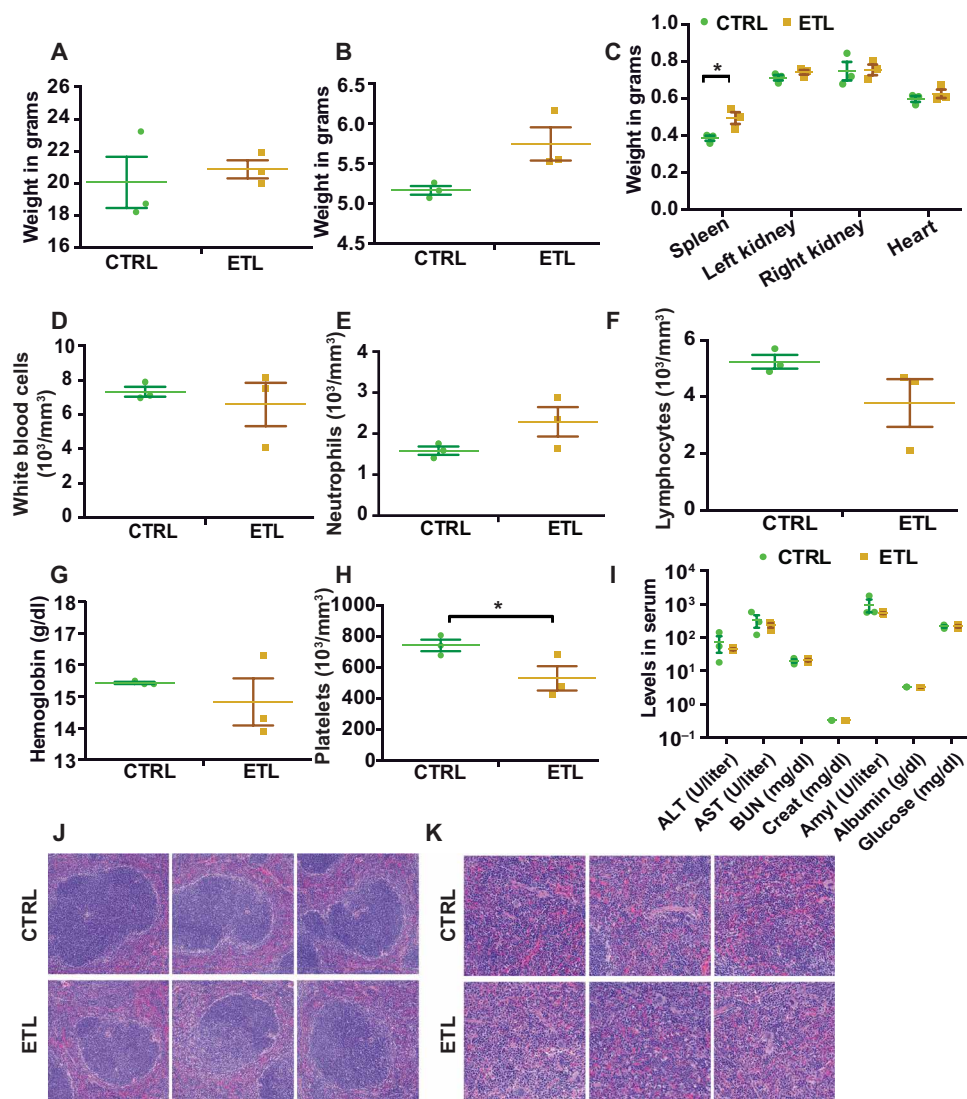 A
Weight in grams
22
24
20
18
16
CTRL
ETL
B
Weight in grams
6.5
6.0
5.5
5.0
4.5
CTRL
ETL
CTRL
ETL
C
Weight in grams
1.0
0.8
0.6
0.4
0.2
0.0
*
Spleen
Left kidney
Right kidney
Heart
D
White blood cells
(10³/mm³)
10
8
6
4
2
0
CTRL
ETL
E
Neutrophils (10³/mm³)
4
3
2
1
0
CTRL
ETL
F
Lymphocytes (10³/mm³)
6
4
2
0
CTRL
ETL
G
Hemoglobin (g/dl)
18
17
16
15
14
13
CTRL
ETL
H
Platelets (10³/mm³)
1000
800
600
400
200
0
*
CTRL
ETL
I
CTRL
ETL
Levels in serum
10⁴
10³
10²
10¹
10⁰
10⁻¹
ALT (U/liter)
AST (U/liter)
BUN (mg/dl)
Creat (mg/dl)
Amyl (U/liter)
Albumin (g/dl)
Glucose (mg/dl)
J
CTRL
ETL
K
CTRL
ETL